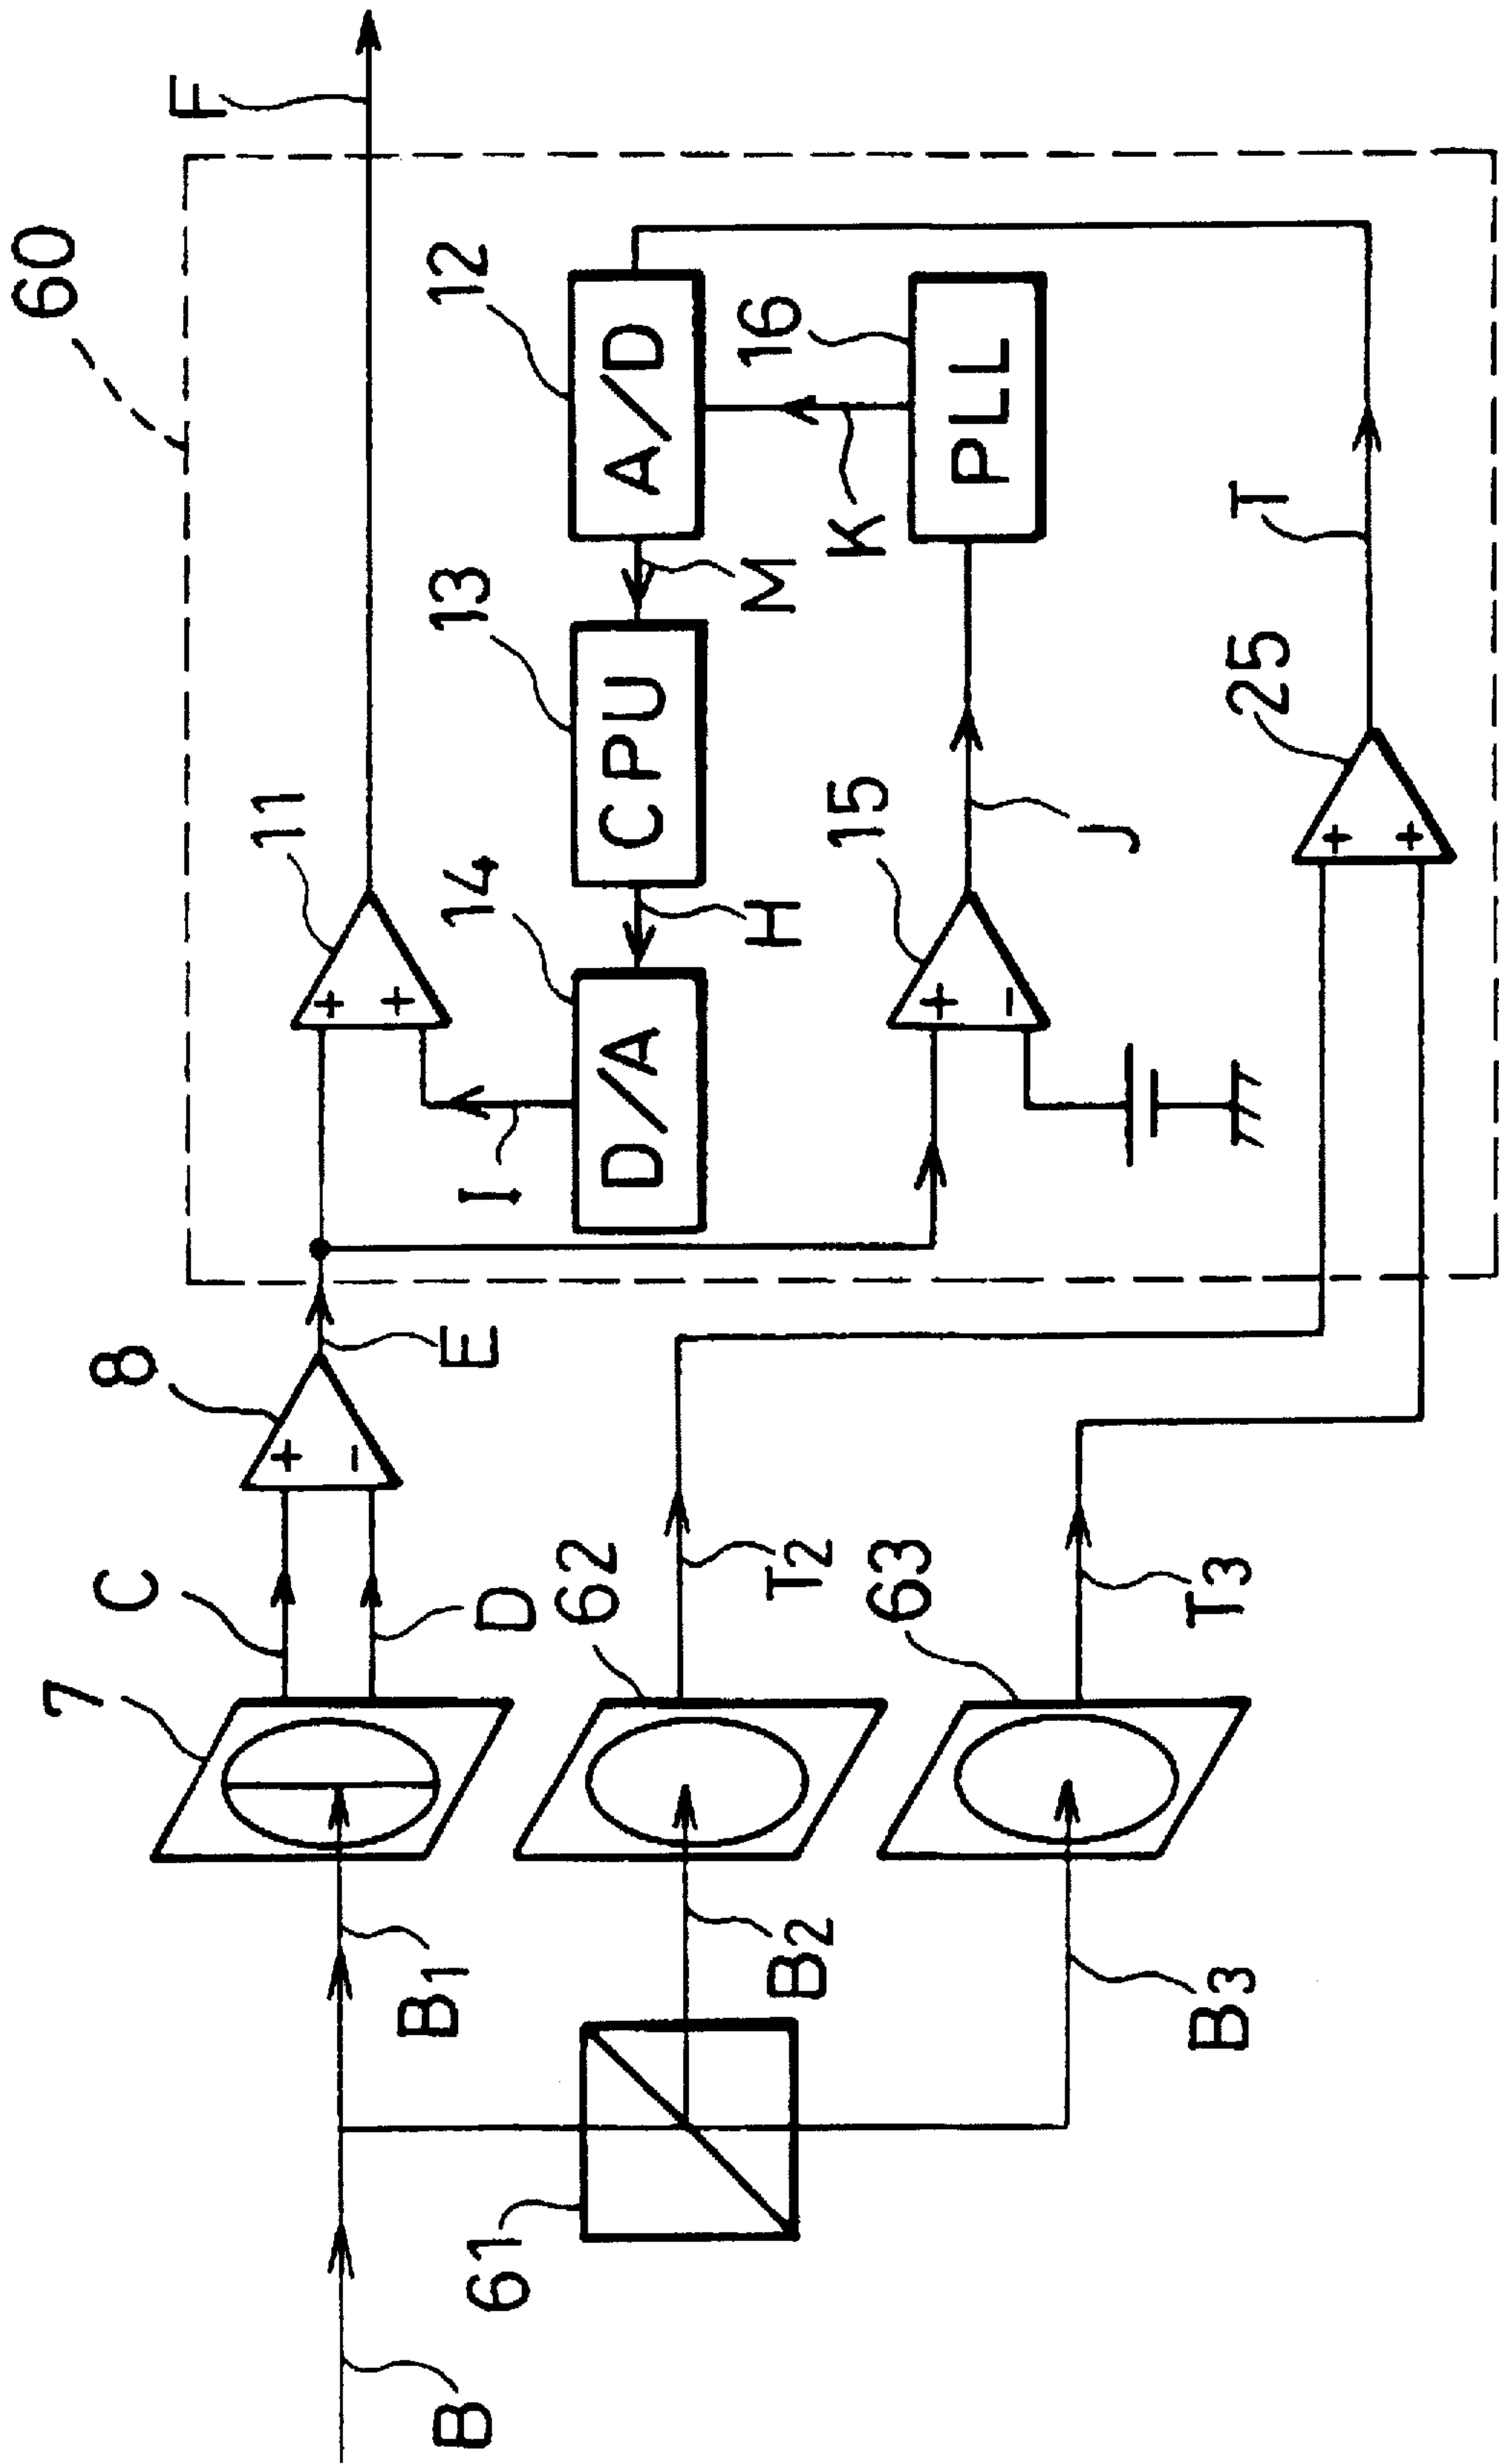 60
F
12
A/D
16
PLL
K
M
13
CPU
H
14
D/A
I
11
+
+
15
+
-
J
T
25
+
+
8
+
-
E
C
D
7
62
T2
63
T3
B1
B2
B3
61
B